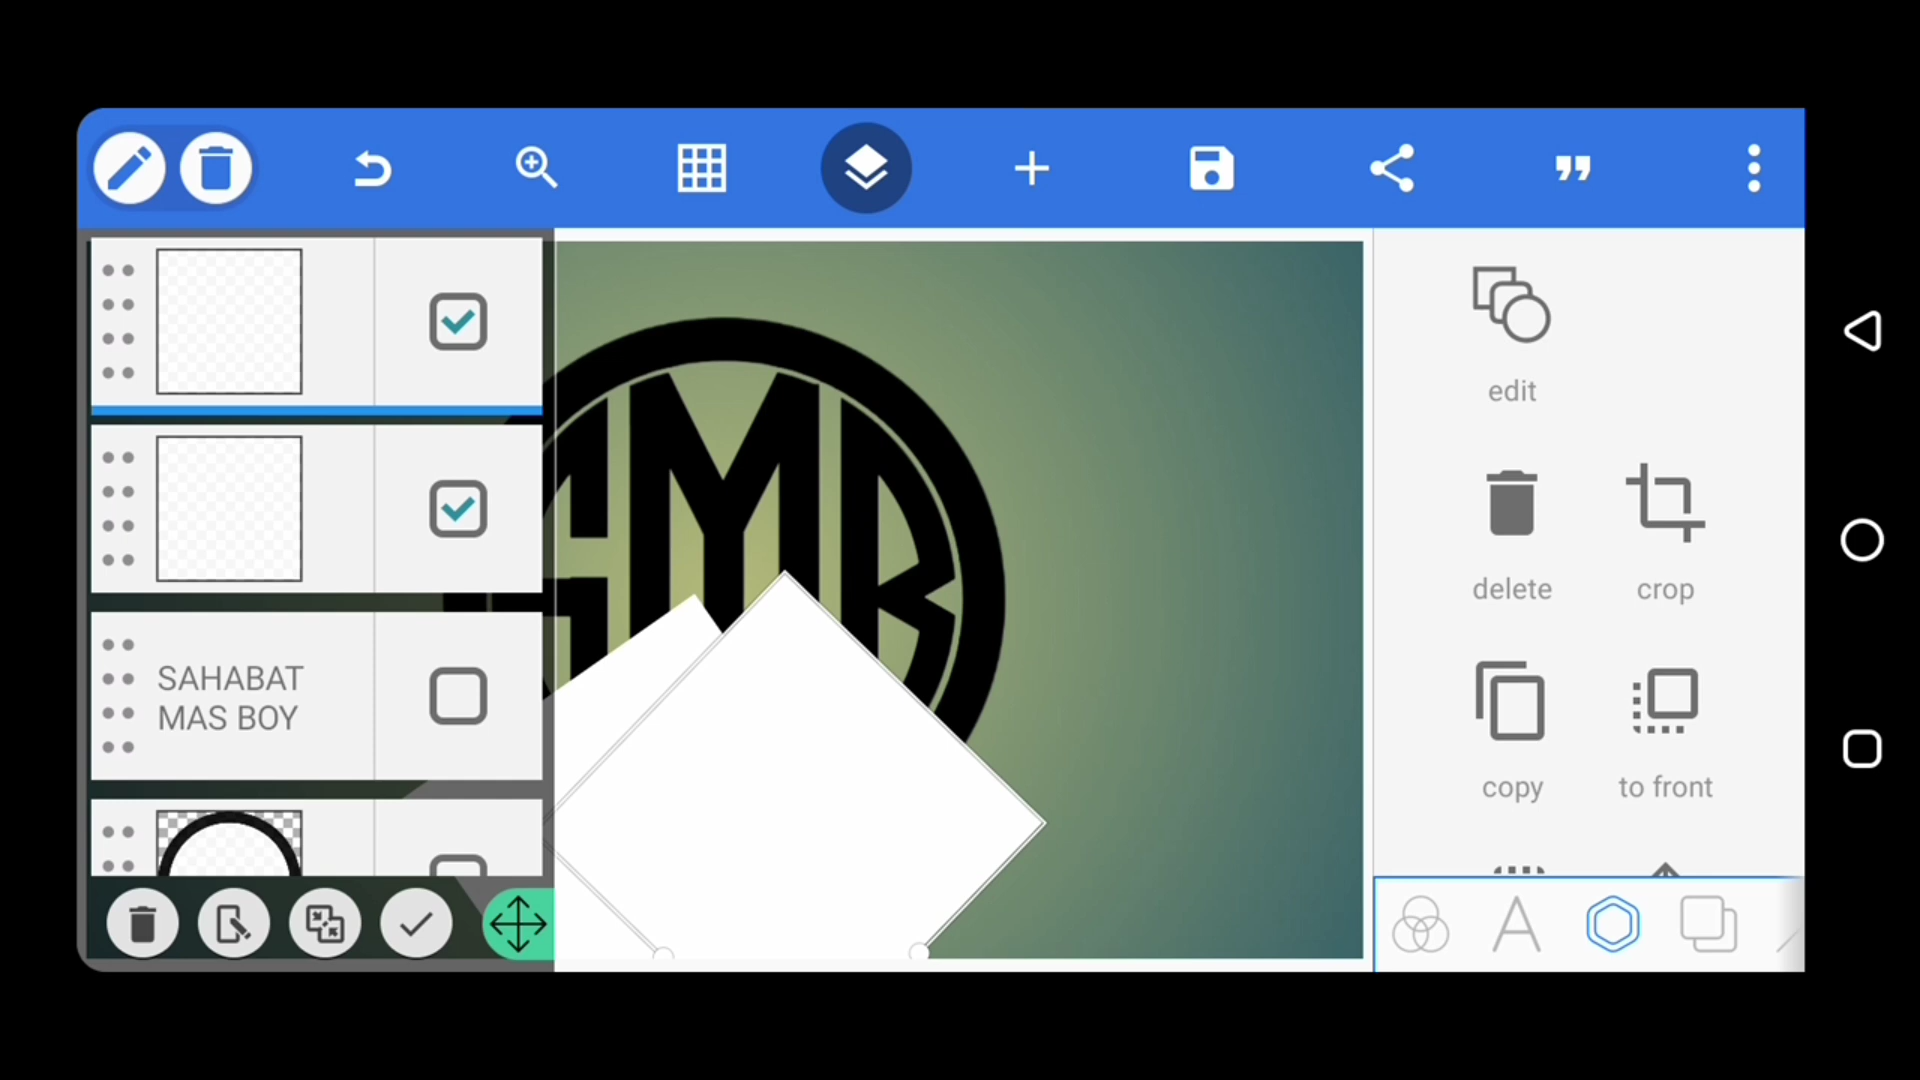 SAHABAT
MAS BOY
SMB
edit
delete
crop
copy
to front